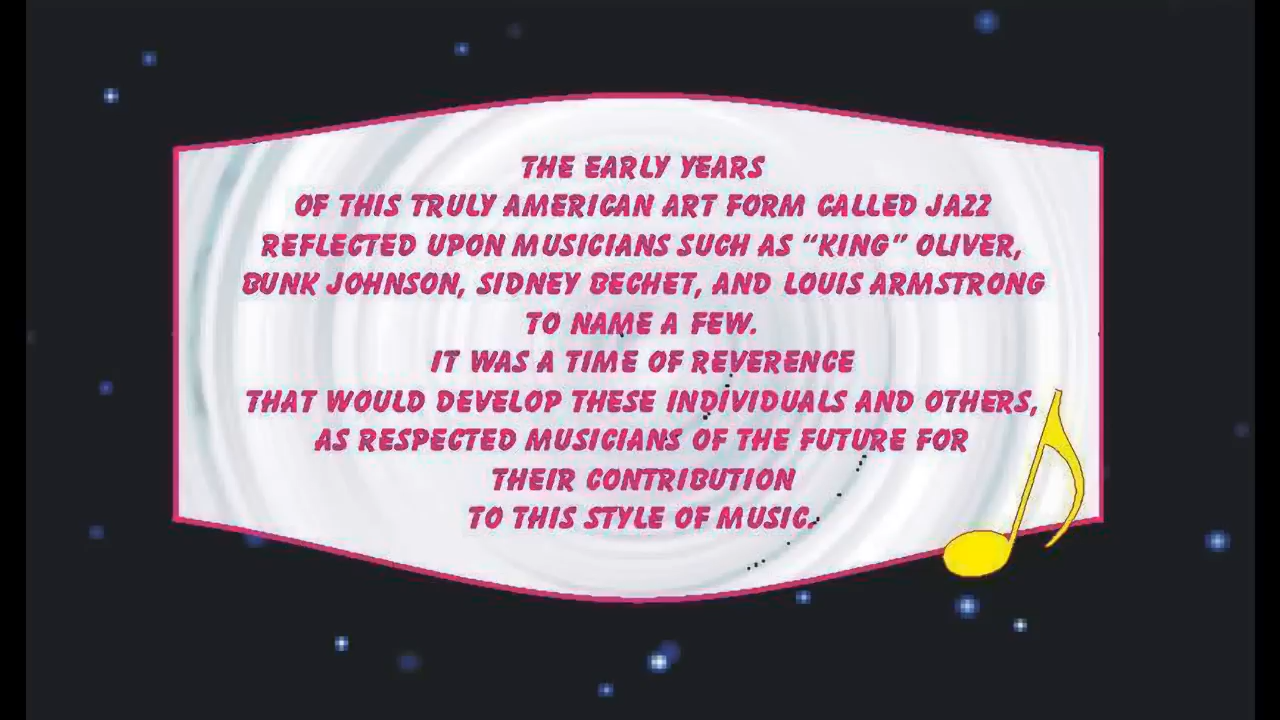 THE EARLY YEARS
OF THIS TRULY AMERICAN ART FORM CALLED JAZZ
REFLECTED UPON MUSICIANS SUCH AS “KING” OLIVER,
BUNK JOHNSON, SIDNEY BECHET, AND LOUIS ARMSTRONG
TO NAME A FEW.
IT WAS A TIME OF REVERENCE
THAT WOULD DEVELOP THESE INDIVIDUALS AND OTHERS,
AS RESPECTED MUSICIANS OF THE FUTURE FOR
THEIR CONTRIBUTION
TO THIS STYLE OF MUSIC.